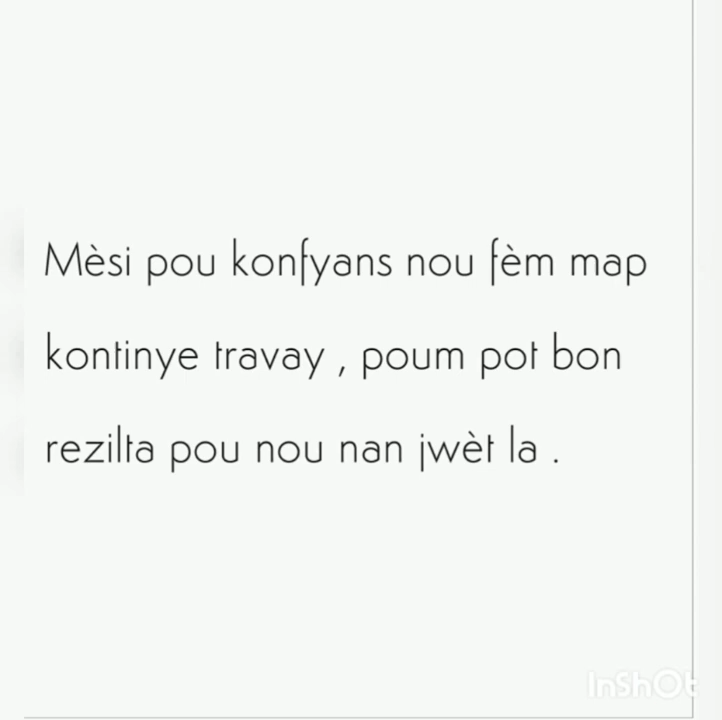 Mèsi pou konfyans nou fèm map
kontinye travay , poum pot bon
rezilta pou nou nan jwèt la .
InShOt